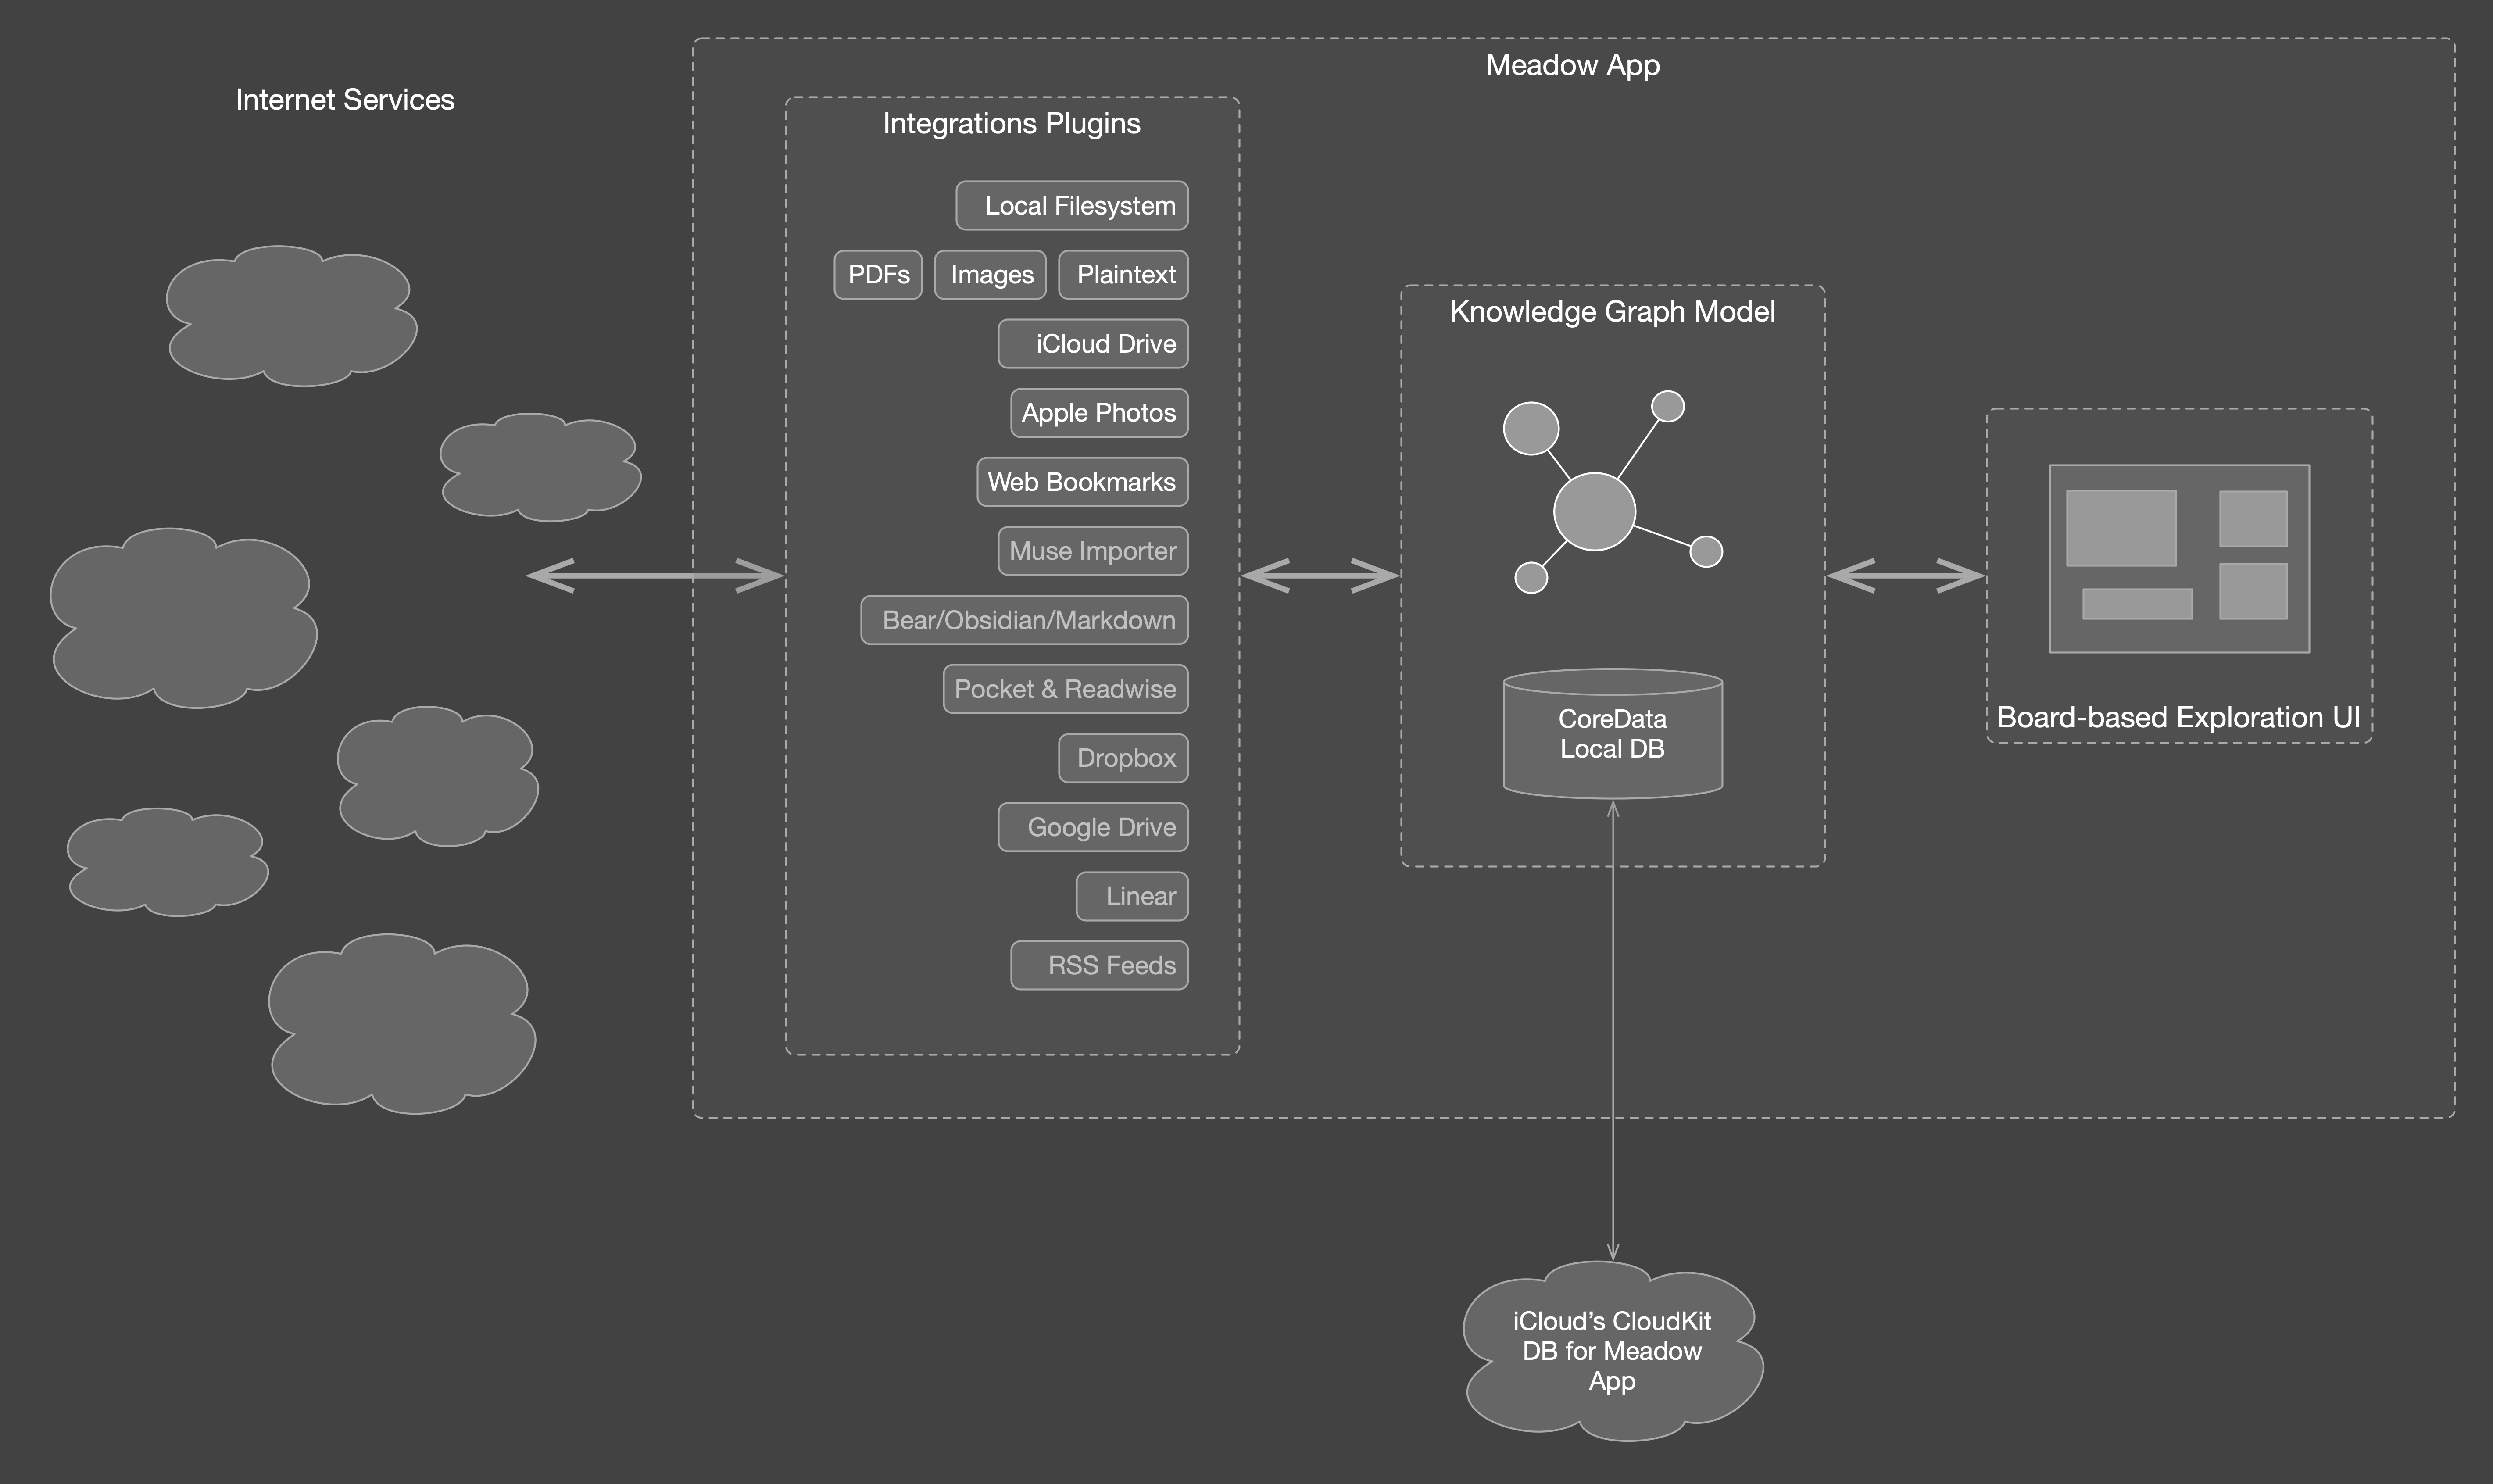 Meadow App
Internet Services
Integrations Plugins
Local Filesystem
PDFs
Images
Plaintext
iCloud Drive
Apple Photos
Web Bookmarks
Muse Importer
Bear/Obsidian/Markdown
Pocket & Readwise
Dropbox
Google Drive
Linear
RSS Feeds
Knowledge Graph Model
CoreData
Local DB
Board-based Exploration UI
iCloud’s CloudKit
DB for Meadow
App